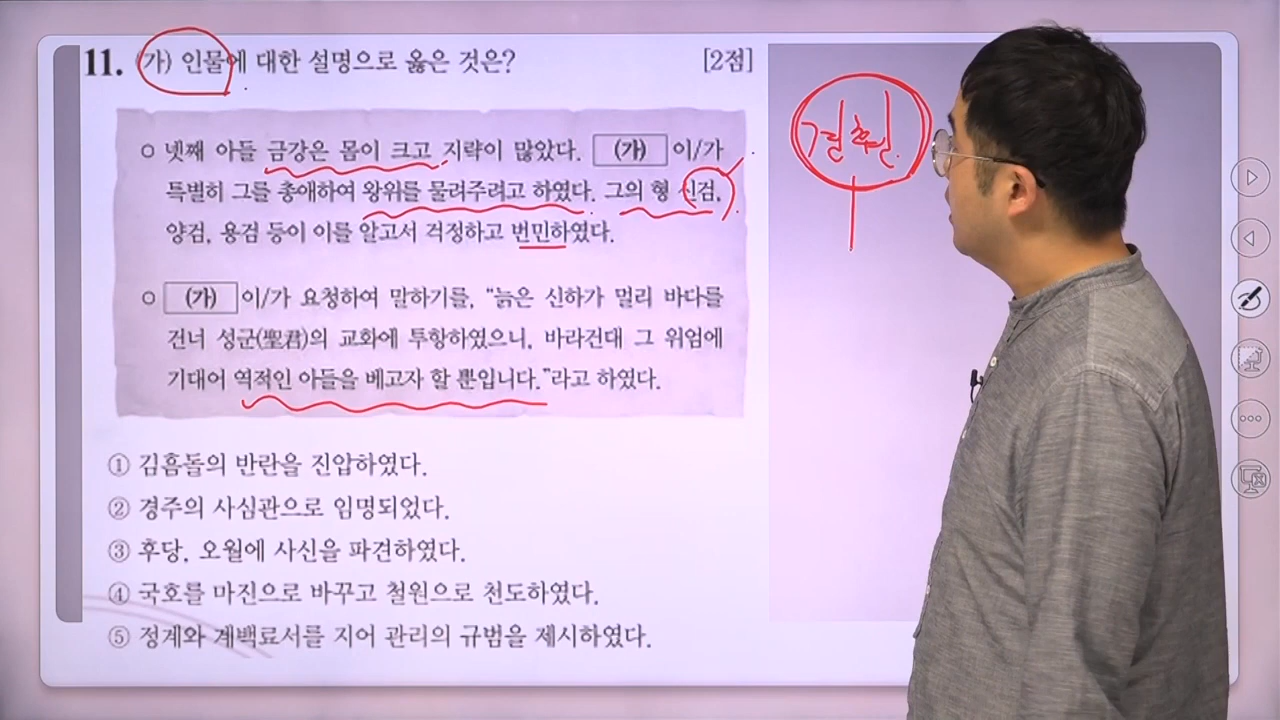 11. (가) 인물에 대한 설명으로 옳은 것은? [2점]
○ 넷째 아들 금강은 몸이 크고 지략이 많았다. (가) 이/가
특별히 그를 총애하여 왕위를 물려주려고 하였다. 그의 형 신검,
양검, 용검 등이 이를 알고서 걱정하고 번민하였다.
○ (가) 이/가 요청하여 말하기를, “늙은 신하가 멀리 바다를
건너 성군(聖君)의 교화에 투항하였으니, 바라건대 그 위엄에
기대어 역적인 아들을 베고자 할 뿐입니다.”라고 하였다.
① 김흠돌의 반란을 진압하였다.
② 경주의 사심관으로 임명되었다.
③ 후당, 오월에 사신을 파견하였다.
④ 국호를 마진으로 바꾸고 철원으로 천도하였다.
⑤ 정계와 계백료서를 지어 관리의 규범을 제시하였다.
견훤